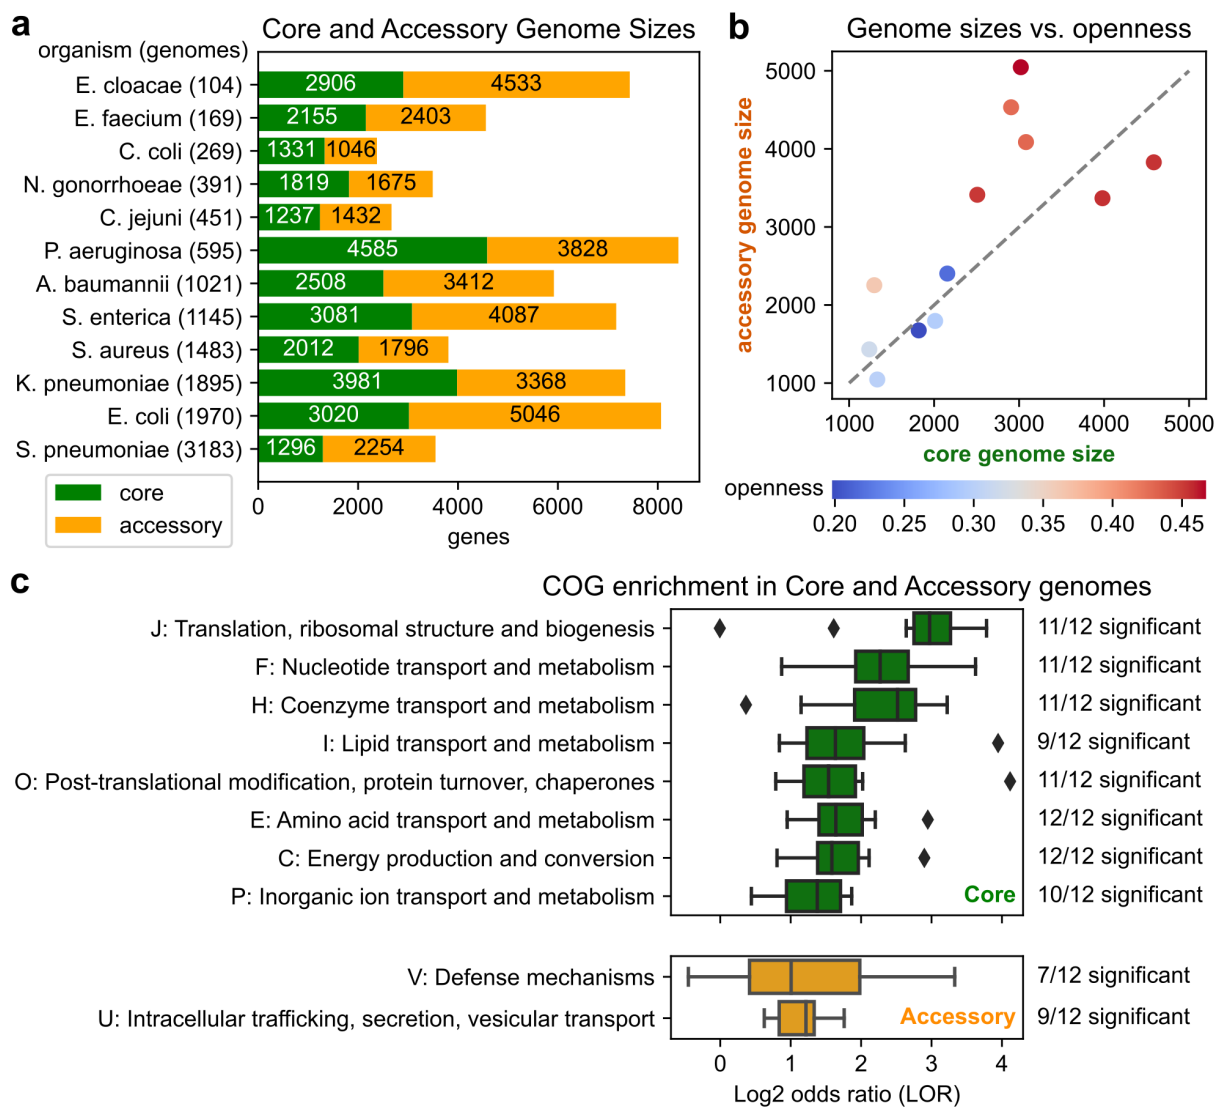 a
Core and Accessory Genome Sizes
organism (genomes)
E. cloacae (104) 2906 4533
E. faecium (169) 2155 2403
C. coli (269) 1331 1046
N. gonorrhoeae (391) 1819 1675
C. jejuni (451) 1237 1432
P. aeruginosa (595) 4585 3828
A. baumannii (1021) 2508 3412
S. enterica (1145) 3081 4087
S. aureus (1483) 2012 1796
K. pneumoniae (1895) 3981 3368
E. coli (1970) 3020 5046
S. pneumoniae (3183) 1296 2254
core
accessory
0 2000 4000 6000 8000
genes
b
Genome sizes vs. openness
accessory genome size
5000
4000
3000
2000
1000
1000 2000 3000 4000 5000
core genome size
openness
0.20 0.25 0.30 0.35 0.40 0.45
c
COG enrichment in Core and Accessory genomes
J: Translation, ribosomal structure and biogenesis 11/12 significant
F: Nucleotide transport and metabolism 11/12 significant
H: Coenzyme transport and metabolism 11/12 significant
I: Lipid transport and metabolism 9/12 significant
O: Post-translational modification, protein turnover, chaperones 11/12 significant
E: Amino acid transport and metabolism 12/12 significant
C: Energy production and conversion 12/12 significant
P: Inorganic ion transport and metabolism Core 10/12 significant
V: Defense mechanisms 7/12 significant
U: Intracellular trafficking, secretion, vesicular transport Accessory 9/12 significant
0 1 2 3 4
Log2 odds ratio (LOR)